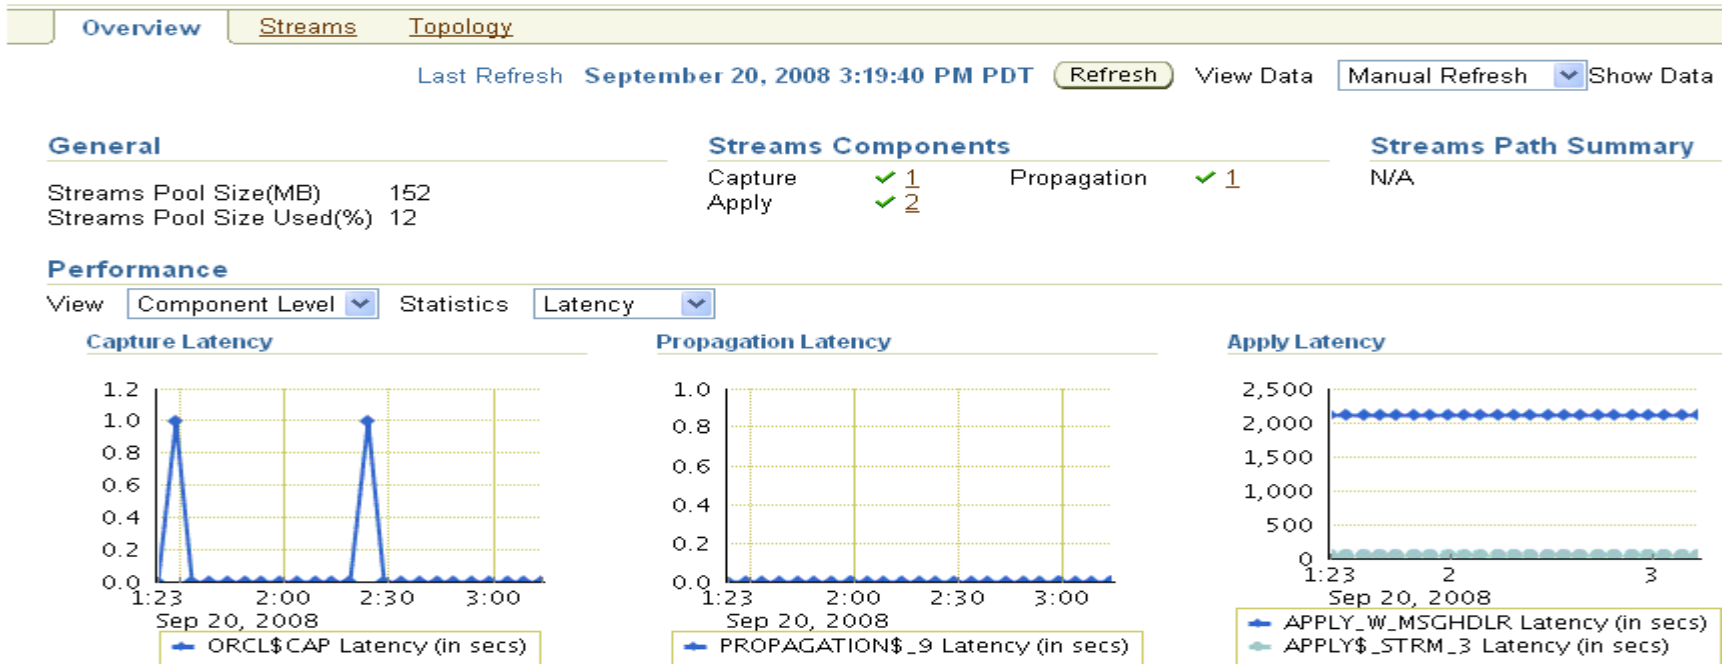 Overview Streams Topology
Last Refresh September 20, 2008 3:19:40 PM PDT Refresh View Data Manual Refresh Show Data
General
Streams Pool Size(MB) 152
Streams Pool Size Used(%) 12
Streams Components
Capture 1 Propagation 1
Apply 2
Streams Path Summary
N/A
Performance
View Component Level Statistics Latency
Capture Latency
1.2
1.0
0.8
0.6
0.4
0.2
0.0
1:23 2:00 2:30 3:00
Sep 20, 2008
ORCL$CAP Latency (in secs)
Propagation Latency
1.0
0.8
0.6
0.4
0.2
0.0
1:23 2:00 2:30 3:00
Sep 20, 2008
PROPAGATION$_9 Latency (in secs)
Apply Latency
2,500
2,000
1,500
1,000
500
0
1:23 2 3
Sep 20, 2008
APPLY_W_MSGHDLR Latency (in secs)
APPLY$_STRM_3 Latency (in secs)